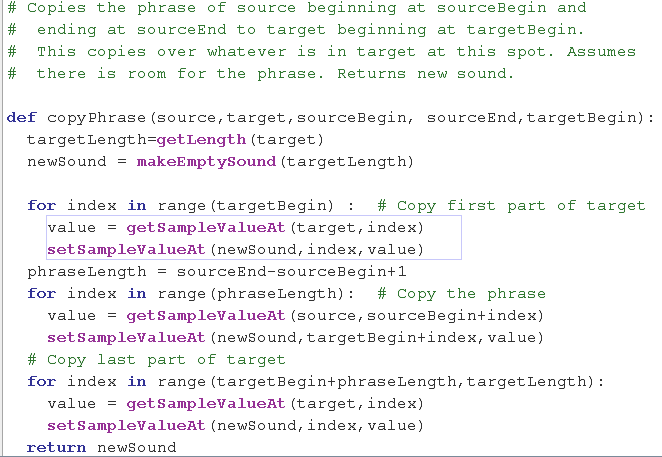 # Copies the phrase of source beginning at sourceBegin and
#  ending at sourceEnd to target beginning at targetBegin.
#  This copies over whatever is in target at this spot. Assumes
#  there is room for the phrase. Returns new sound.

def copyPhrase(source,target,sourceBegin, sourceEnd,targetBegin):
  targetLength=getLength(target)
  newSound = makeEmptySound(targetLength)

  for index in range(targetBegin) :  # Copy first part of target
    value = getSampleValueAt(target,index)
    setSampleValueAt(newSound,index,value)
  phraseLength = sourceEnd-sourceBegin+1
  for index in range(phraseLength):  # Copy the phrase
    value = getSampleValueAt(source,sourceBegin+index)
    setSampleValueAt(newSound,targetBegin+index,value)
  # Copy last part of target
  for index in range(targetBegin+phraseLength,targetLength):
    value = getSampleValueAt(target,index)
    setSampleValueAt(newSound,index,value)
  return newSound